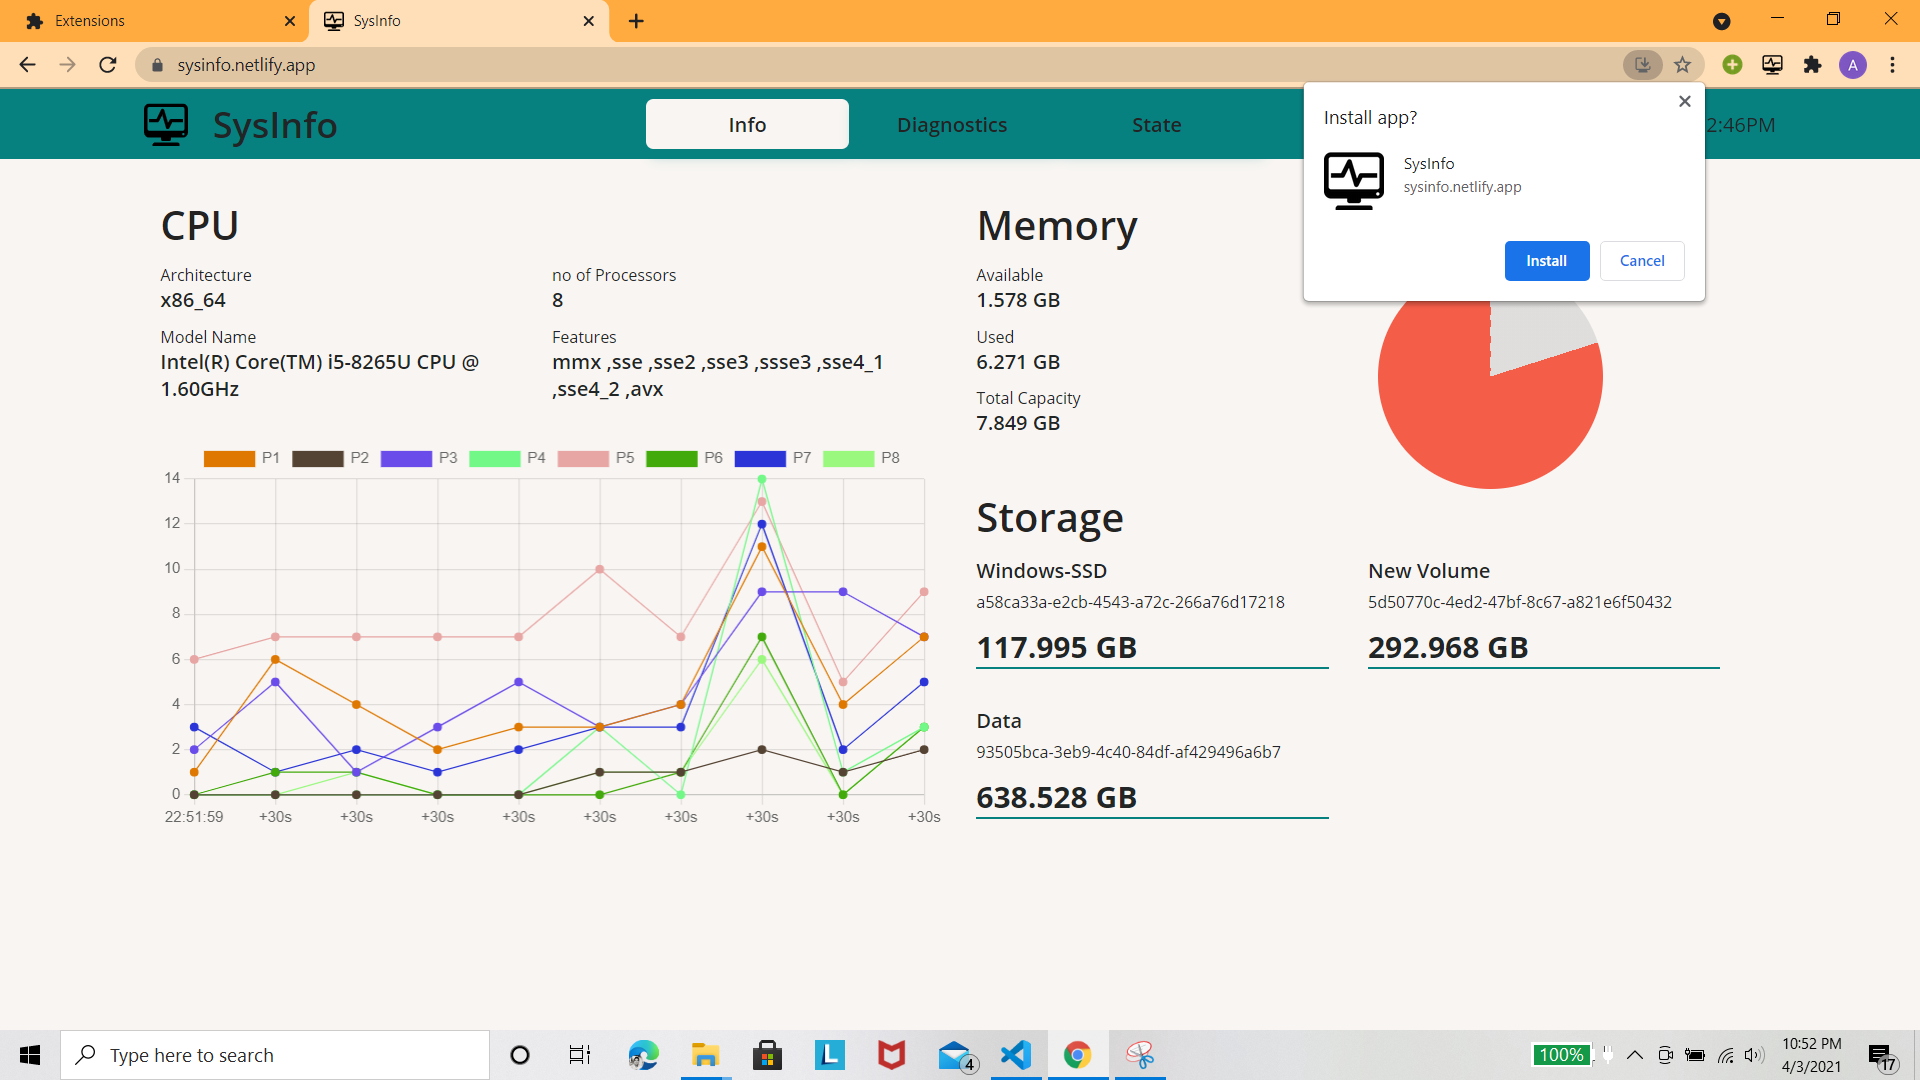 Extensions
SysInfo
sysinfo.netlify.app
A
SysInfo
Info
Diagnostics
State
2:46PM
Install app?
SysInfo
sysinfo.netlify.app
Install
Cancel
CPU
Architecture
x86_64
no of Processors
8
Model Name
Intel(R) Core(TM) i5-8265U CPU @
1.60GHz
Features
mmx ,sse ,sse2 ,sse3 ,ssse3 ,sse4_1
,sse4_2 ,avx
P1 P2 P3 P4 P5 P6 P7 P8
14
12
10
8
6
4
2
0
22:51:59 +30s +30s +30s +30s +30s +30s +30s +30s +30s
Memory
Available
1.578 GB
Used
6.271 GB
Total Capacity
7.849 GB
Storage
Windows-SSD
a58ca33a-e2cb-4543-a72c-266a76d17218
117.995 GB
New Volume
5d50770c-4ed2-47bf-8c67-a821e6f50432
292.968 GB
Data
93505bca-3eb9-4c40-84df-af429496a6b7
638.528 GB
Type here to search
L
4
100%
10:52 PM
4/3/2021
17